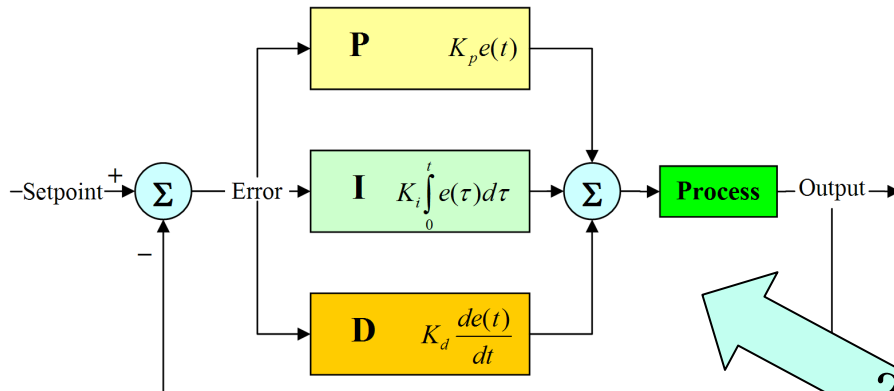 P K_p e(t)
+
–Setpoint
Σ
Error
I K_i ∫_0^t e(τ)dτ
Σ
Process
Output
–
D K_d de(t)/dt